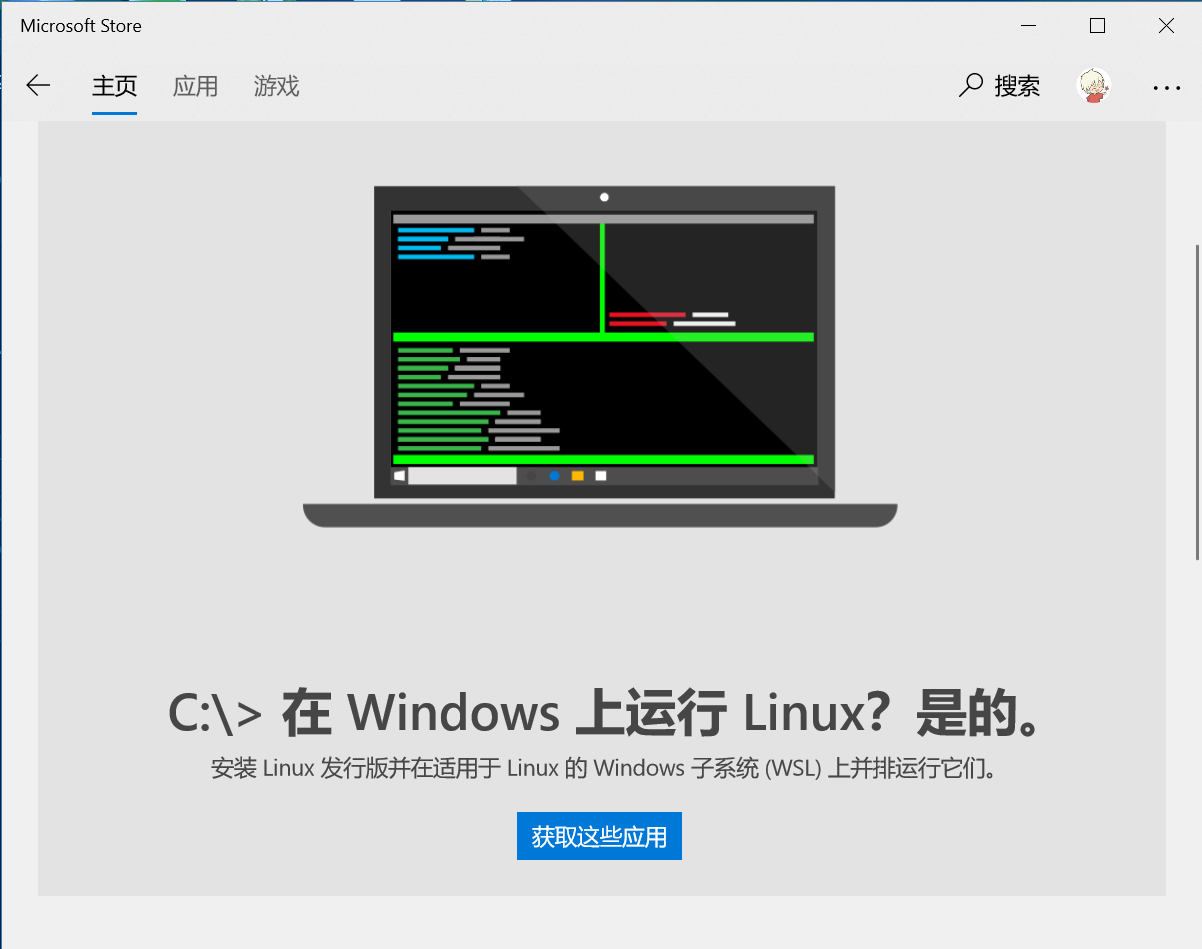 Microsoft Store
主页 应用 游戏 搜索
C:\> 在 Windows 上运行 Linux？是的。
安装 Linux 发行版并在适用于 Linux 的 Windows 子系统 (WSL) 上并排运行它们。
获取这些应用